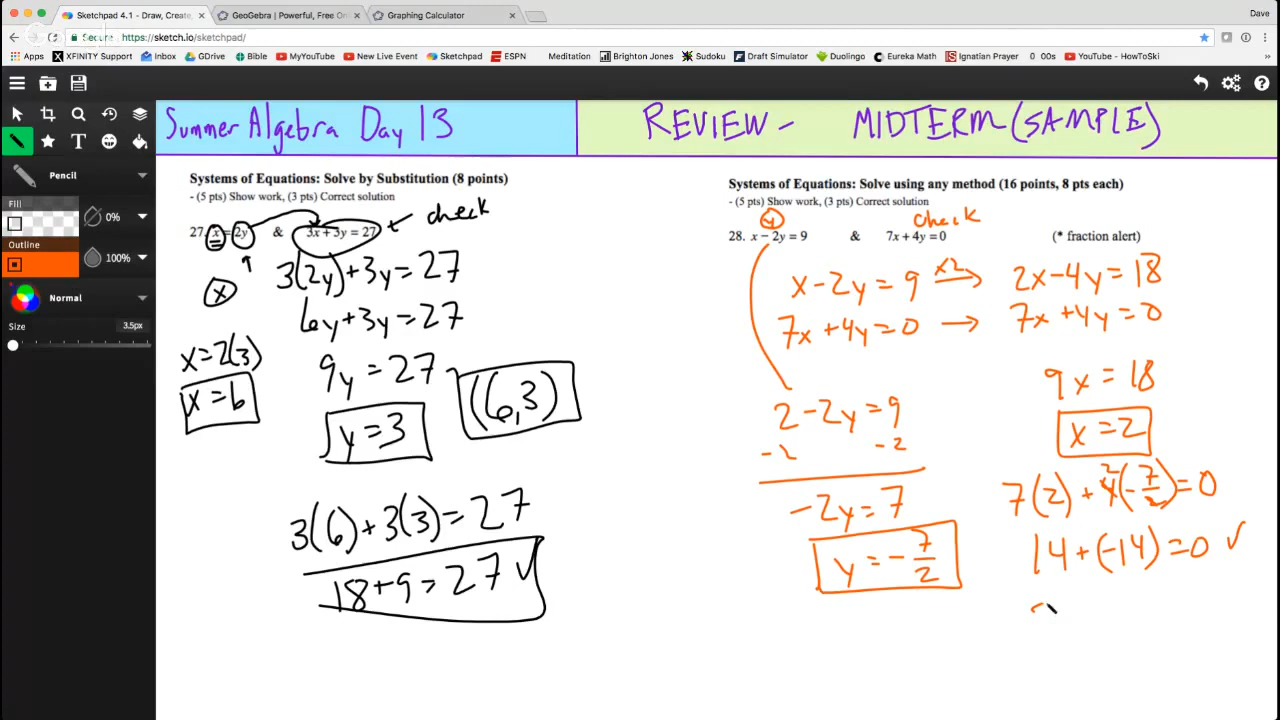 Sketchpad 4.1 - Draw, Create,
GeoGebra | Powerful, Free On
Graphing Calculator
Dave
Secure https://sketch.io/sketchpad/
Apps XFINITY Support Inbox GDrive Bible MyYouTube New Live Event Sketchpad ESPN Meditation Brighton Jones Sudoku Draft Simulator Duolingo Eureka Math Ignatian Prayer 0 00s YouTube - HowToSki
Pencil
Fill
0%
Outline
100%
Normal
Size
3.5px
Summer Algebra Day 13
REVIEW - MIDTERM (SAMPLE)
Systems of Equations: Solve by Substitution (8 points)
- (5 pts) Show work, (3 pts) Correct solution
check
27. x = 2y & 3x + 3y = 27
3(2y)+3y=27
x
6y+3y=27
x=2(3)
9y=27
x=6
(6,3)
y=3
3(6)+3(3)=27
18+9=27 ✓
Systems of Equations: Solve using any method (16 points, 8 pts each)
- (5 pts) Show work, (3 pts) Correct solution
check
28. x – 2y = 9 & 7x + 4y = 0 (* fraction alert)
x-2y=9 x2 → 2x-4y=18
7x+4y=0 → 7x+4y=0
9x=18
2-2y=9
x=2
-2 -2
-2y=7
7(2)+4(-7/2)=0
2
y=-7/2
14+(-14)=0 ✓